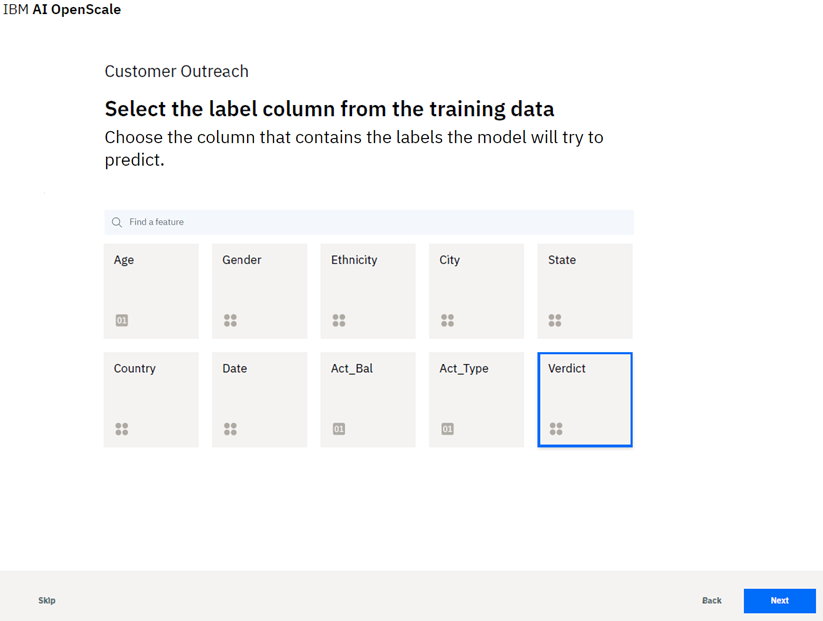 IBM AI OpenScale
Customer Outreach
Select the label column from the training data
Choose the column that contains the labels the model will try to
predict.
Find a feature
Age
Gender
Ethnicity
City
State
01
Country
Date
Act_Bal
Act_Type
Verdict
01
01
Skip
Back
Next